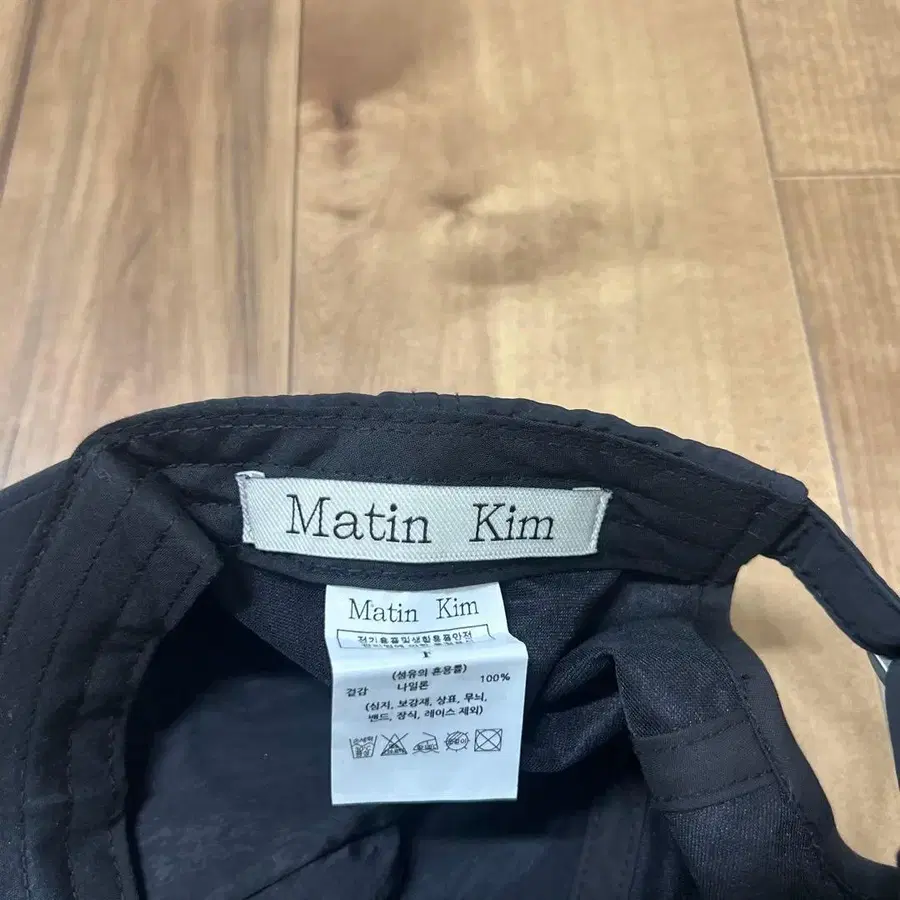 Matin Kim
Matin Kim
전기용품및생활용품안전
F
(섬유의 혼용률)
겉감 나일론 100%
(심지, 보강재, 상표, 무늬,
밴드, 장식, 레이스 제외)